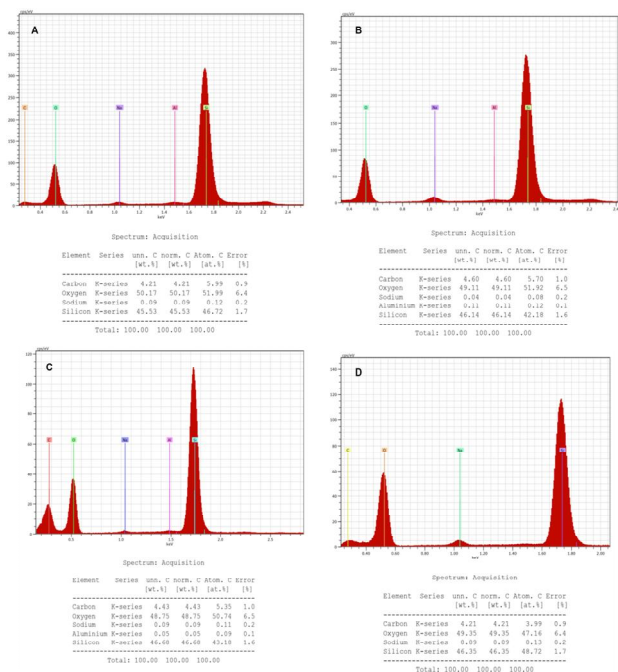 A
cps/eV
keV
Spectrum: Acquisition
Element Series unn. C norm. C Atom. C Error
[wt.%] [wt.%] [at.%] [%]
Carbon K-series 4.21 4.21 5.99 0.9
Oxygen K-series 50.17 50.17 51.99 6.4
Sodium K-series 0.09 0.09 0.12 0.2
Silicon K-series 45.53 45.53 46.72 1.7
Total: 100.00 100.00 100.00
B
cps/eV
keV
Spectrum: Acquisition
Element Series unn. C norm. C Atom. C Error
[wt.%] [wt.%] [at.%] [%]
Carbon K-series 4.60 4.60 5.70 1.0
Oxygen K-series 49.11 49.11 51.92 6.5
Sodium K-series 0.04 0.04 0.08 0.2
Aluminium K-series 0.11 0.11 0.12 0.1
Silicon K-series 46.14 46.14 42.18 1.6
Total: 100.00 100.00 100.00
C
cps/eV
keV
Spectrum: Acquisition
Element Series unn. C norm. C Atom. C Error
[wt.%] [wt.%] [at.%] [%]
Carbon K-series 4.43 4.43 5.35 1.0
Oxygen K-series 48.75 48.75 50.74 6.5
Sodium K-series 0.09 0.09 0.11 0.2
Aluminium K-series 0.05 0.05 0.09 0.1
Silicon K-series 46.68 46.68 43.18 1.6
Total: 100.00 100.00 100.00
D
cps/eV
keV
Spectrum: Acquisition
Element Series unn. C norm. C Atom. C Error
[wt.%] [wt.%] [at.%] [%]
Carbon K-series 4.21 4.21 3.99 0.9
Oxygen K-series 49.35 49.35 47.16 6.4
Sodium K-series 0.09 0.09 0.13 0.2
Silicon K-series 46.35 46.35 48.72 1.7
Total: 100.00 100.00 100.00